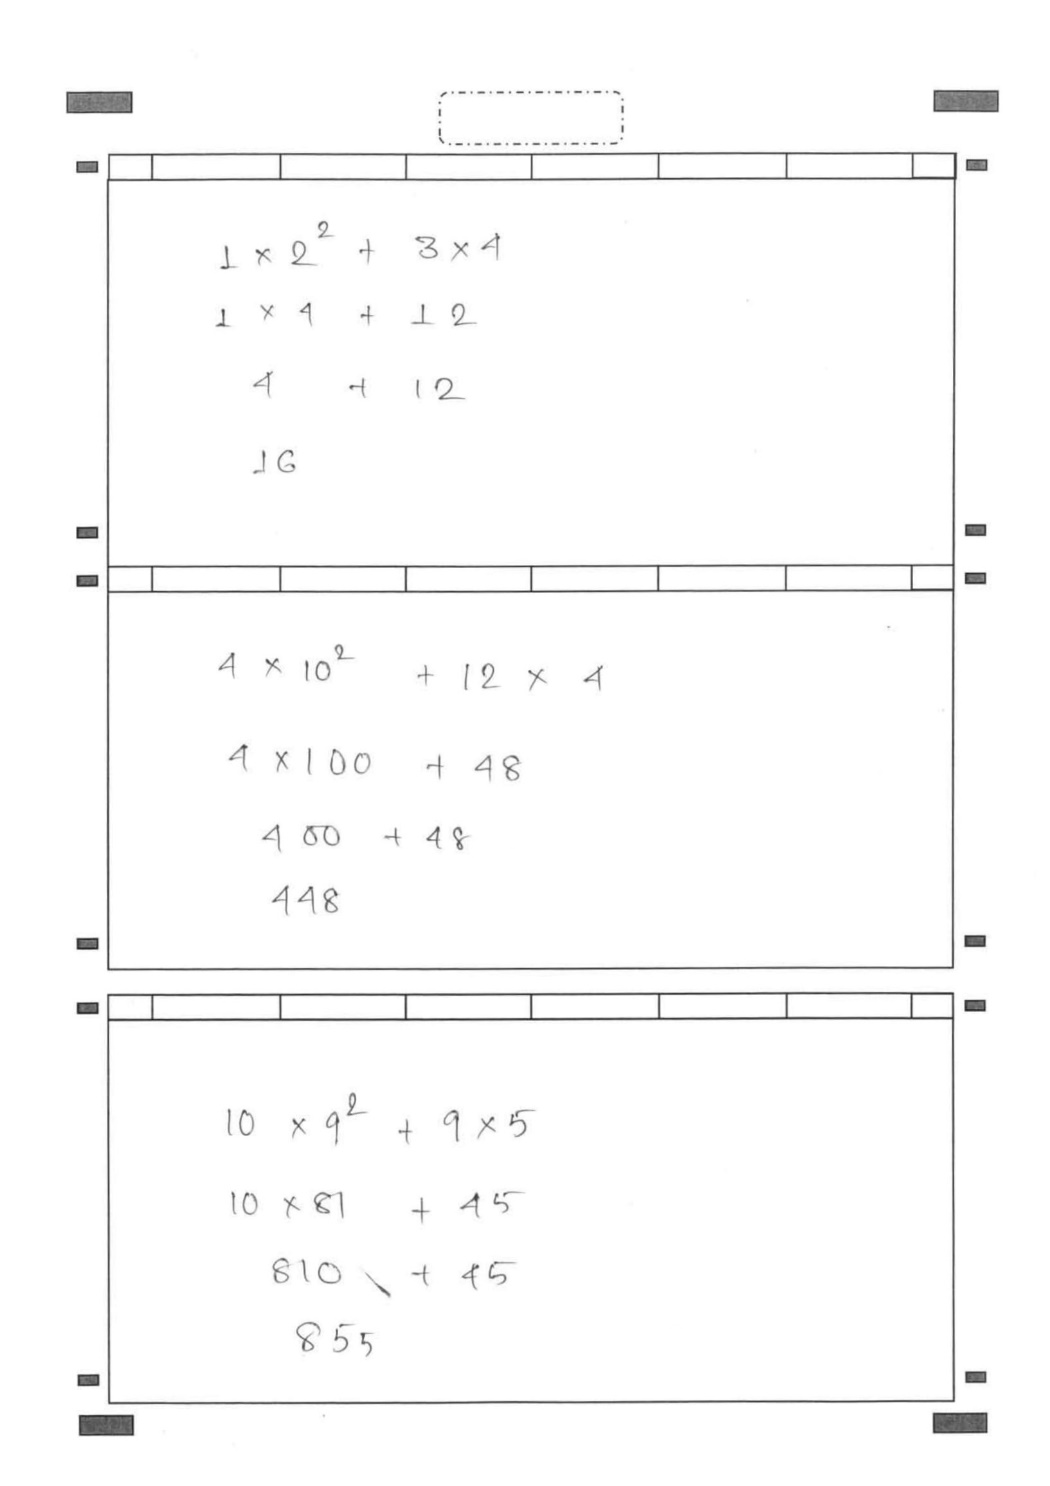 1 × 2² + 3 × 4
1 × 4 + 12
4 + 12
16
4 × 10² + 12 × 4
4 × 100 + 48
400 + 48
448
10 × 9² + 9 × 5
10 × 81 + 45
810 + 45
855